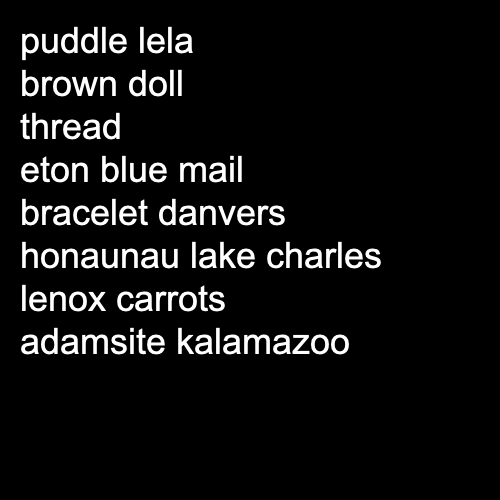 puddle lela
brown doll
thread
eton blue mail
bracelet danvers
honaunau lake charles
lenox carrots
adamsite kalamazoo